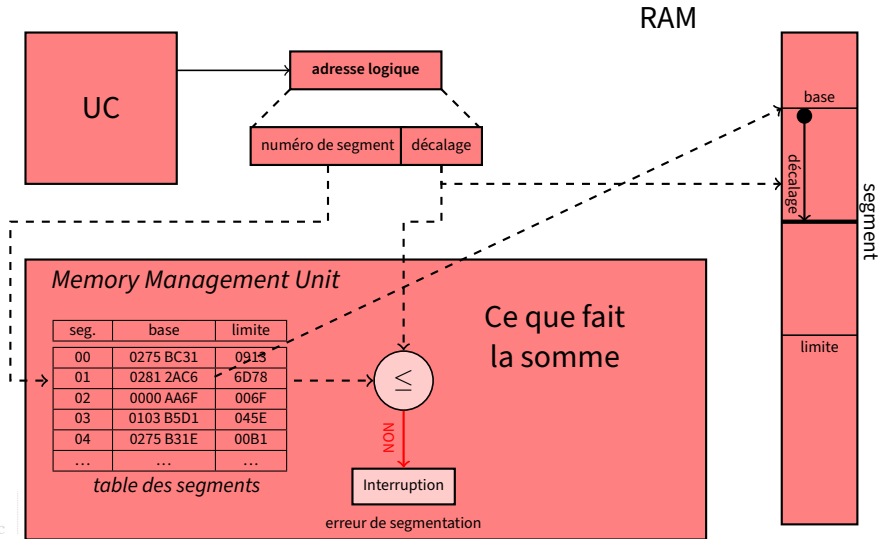 RAM
UC
adresse logique
numéro de segment décalage
base
décalage
segment
limite
Memory Management Unit
Ce que fait
la somme
seg. base limite
00 0275 BC31 0913
01 0281 2AC6 6D78
02 0000 AA6F 006F
03 0103 B5D1 045E
04 0275 B31E 00B1
… … …
table des segments
≤
NON
Interruption
erreur de segmentation
c